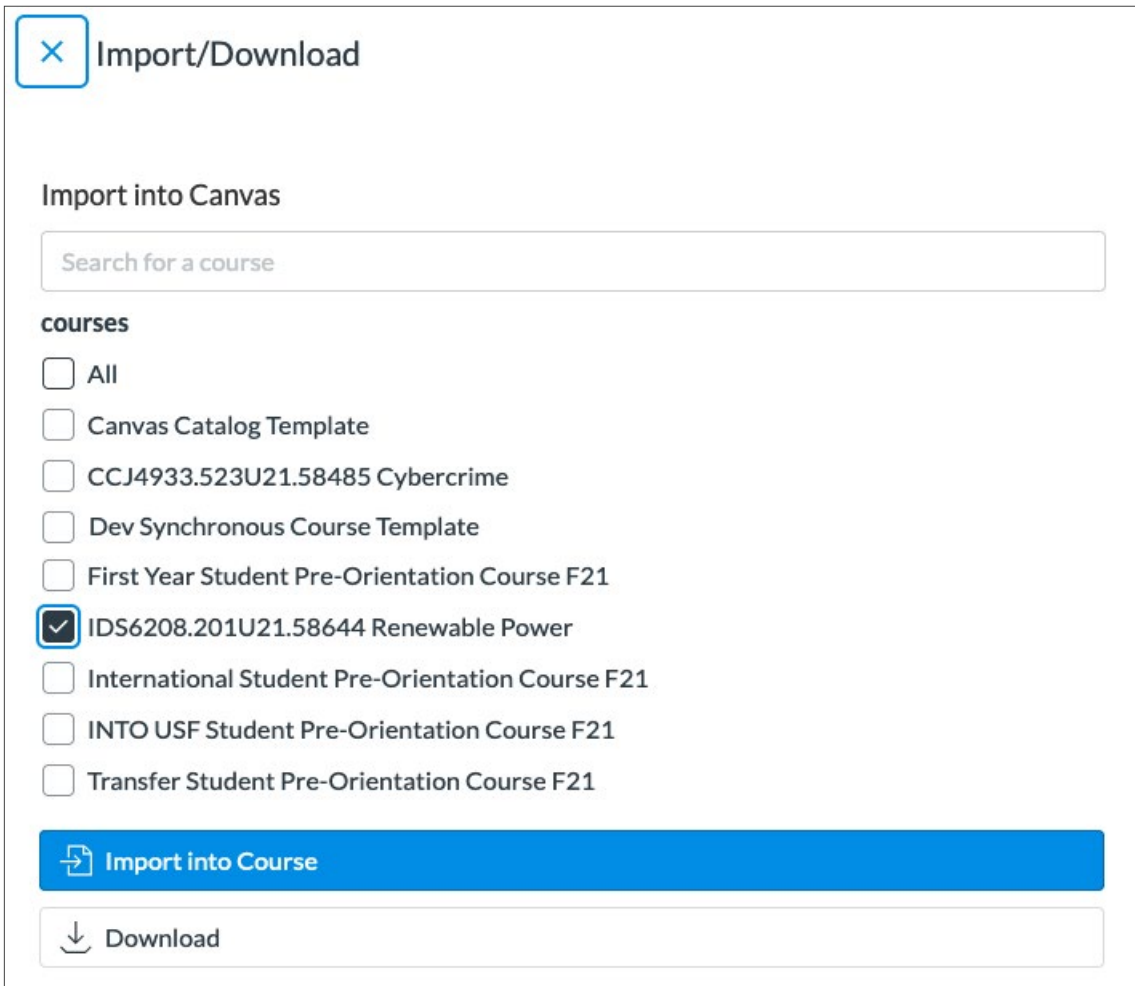 Import/Download
Import into Canvas
Search for a course
courses
All
Canvas Catalog Template
CCJ4933.523U21.58485 Cybercrime
Dev Synchronous Course Template
First Year Student Pre-Orientation Course F21
IDS6208.201U21.58644 Renewable Power
International Student Pre-Orientation Course F21
INTO USF Student Pre-Orientation Course F21
Transfer Student Pre-Orientation Course F21
Import into Course
Download